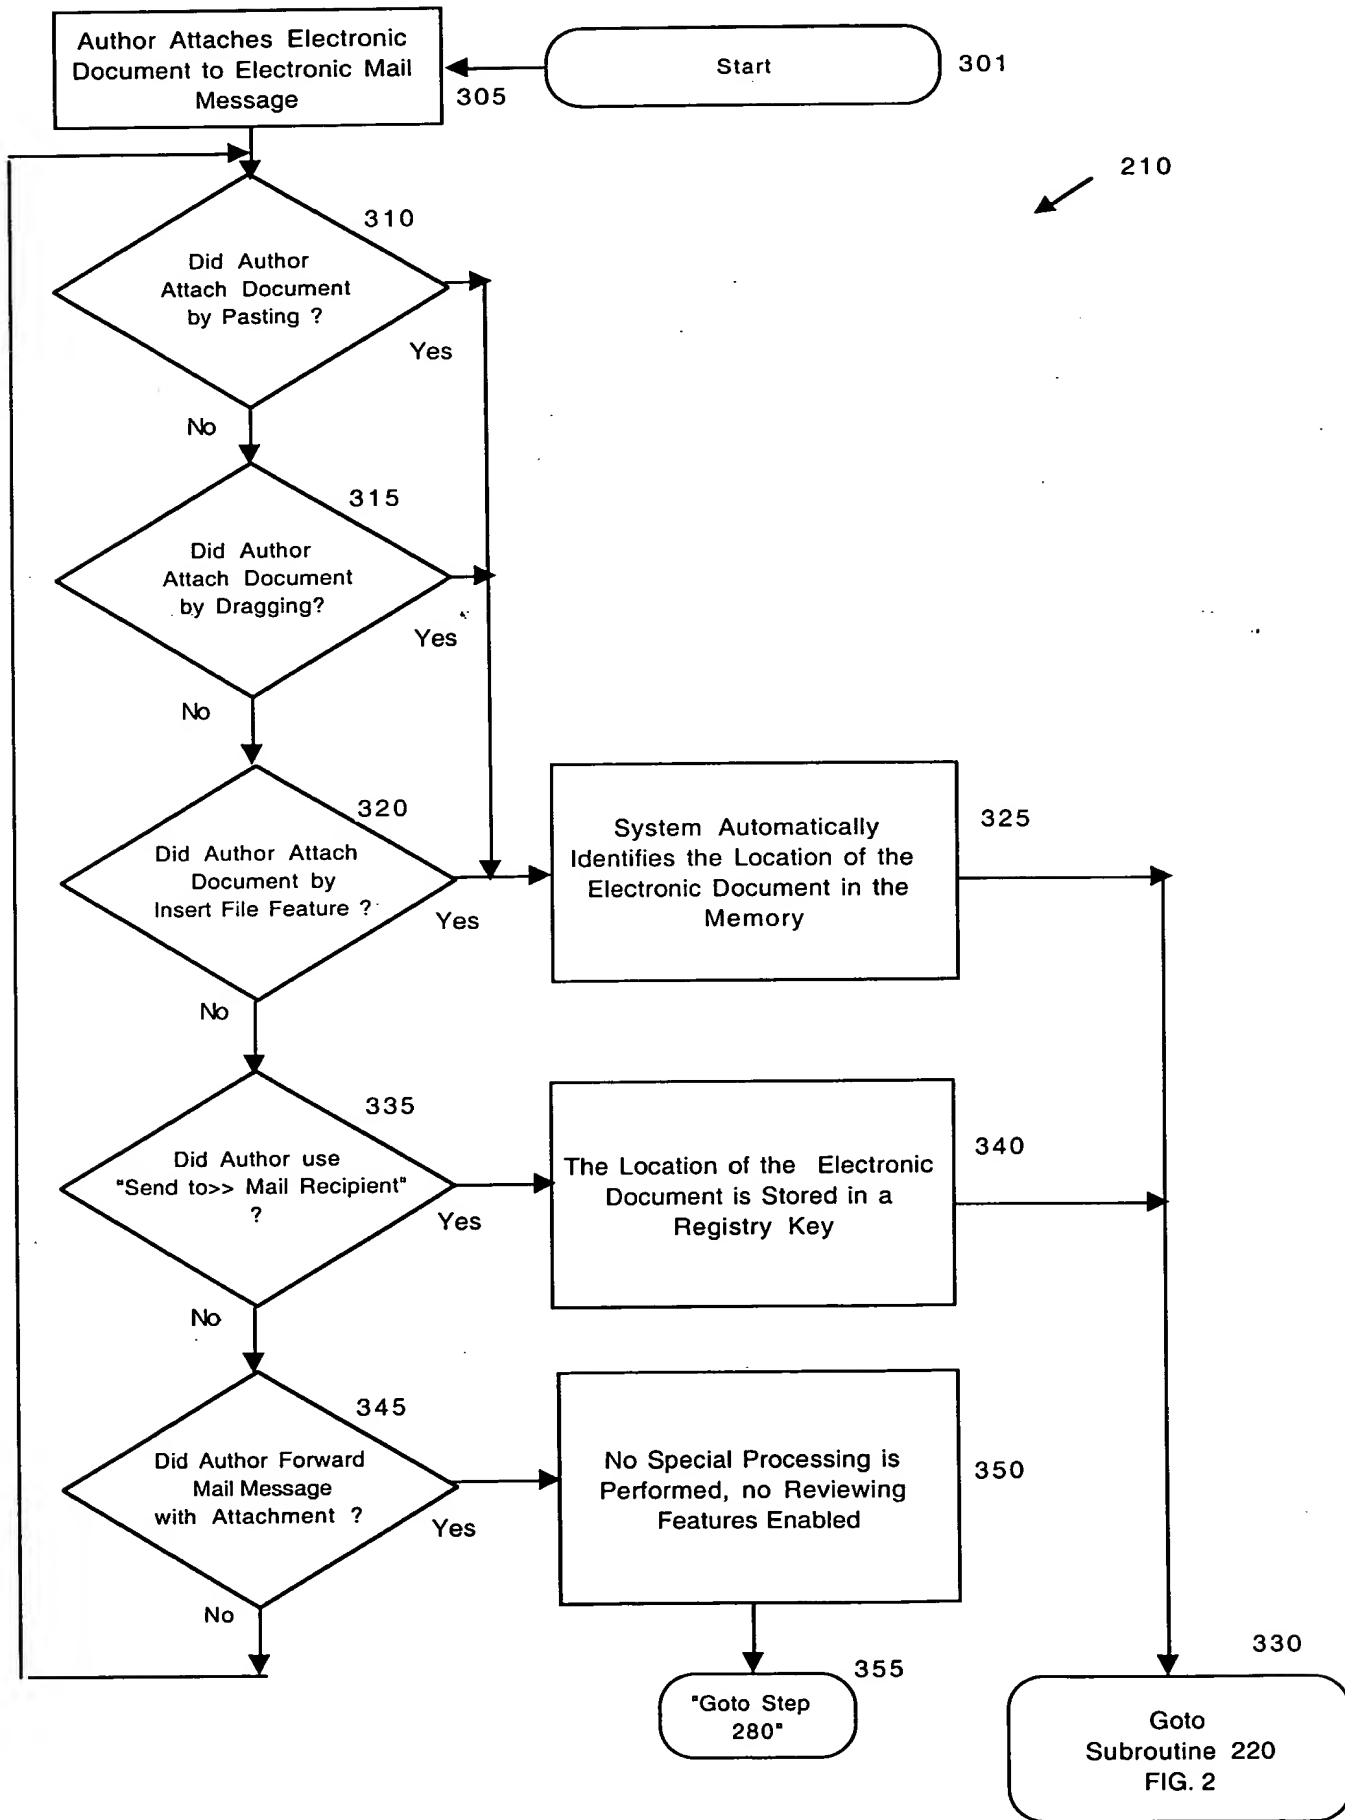 Author Attaches Electronic
Document to Electronic Mail
Message
305
Start
301
210
310
Did Author
Attach Document
by Pasting ?
Yes
No
315
Did Author
Attach Document
by Dragging?
Yes
No
320
Did Author Attach
Document by
Insert File Feature ?
Yes
No
System Automatically
Identifies the Location of the
Electronic Document in the
Memory
325
335
Did Author use
"Send to>> Mail Recipient"
?
Yes
No
The Location of the Electronic
Document is Stored in a
Registry Key
340
345
Did Author Forward
Mail Message
with Attachment ?
Yes
No
No Special Processing is
Performed, no Reviewing
Features Enabled
350
355
"Goto Step
280"
330
Goto
Subroutine 220
FIG. 2